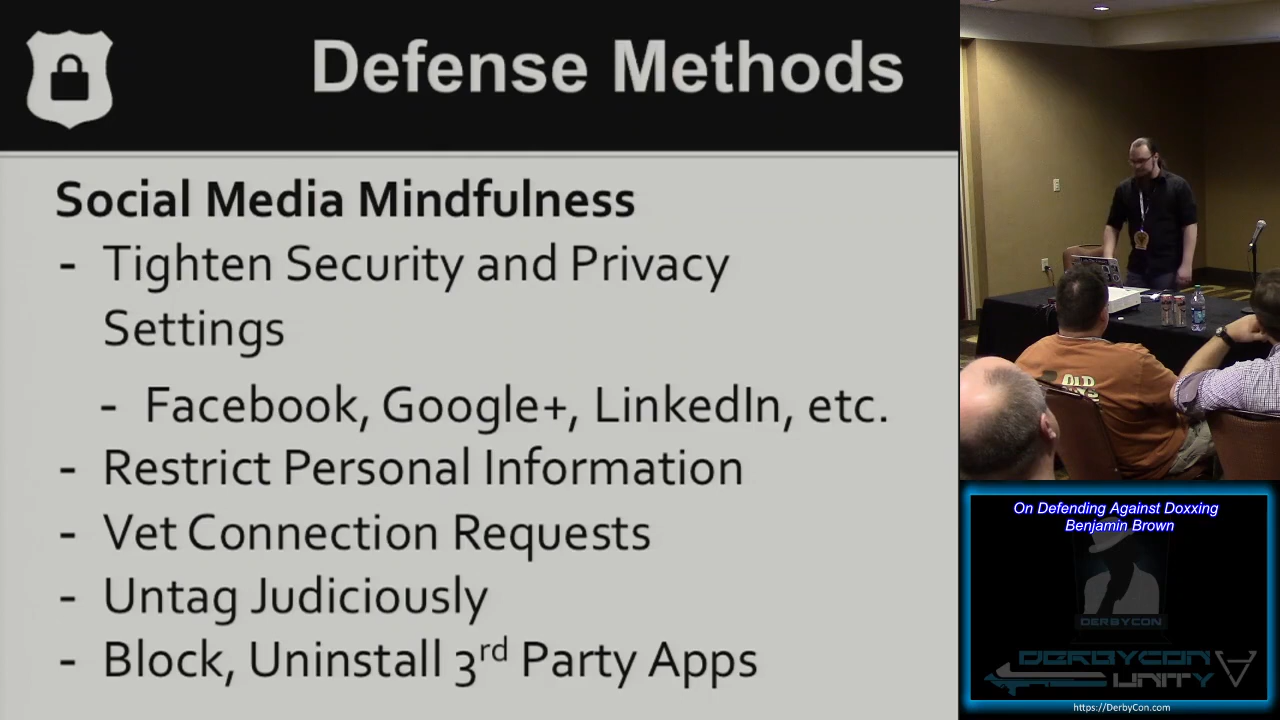 Defense Methods
Social Media Mindfulness
- Tighten Security and Privacy
Settings
- Facebook, Google+, LinkedIn, etc.
- Restrict Personal Information
- Vet Connection Requests
- Untag Judiciously
- Block, Uninstall 3rd Party Apps
On Defending Against Doxxing
Benjamin Brown
DERBYCON
DERBYCON
UNITY
https://DerbyCon.com